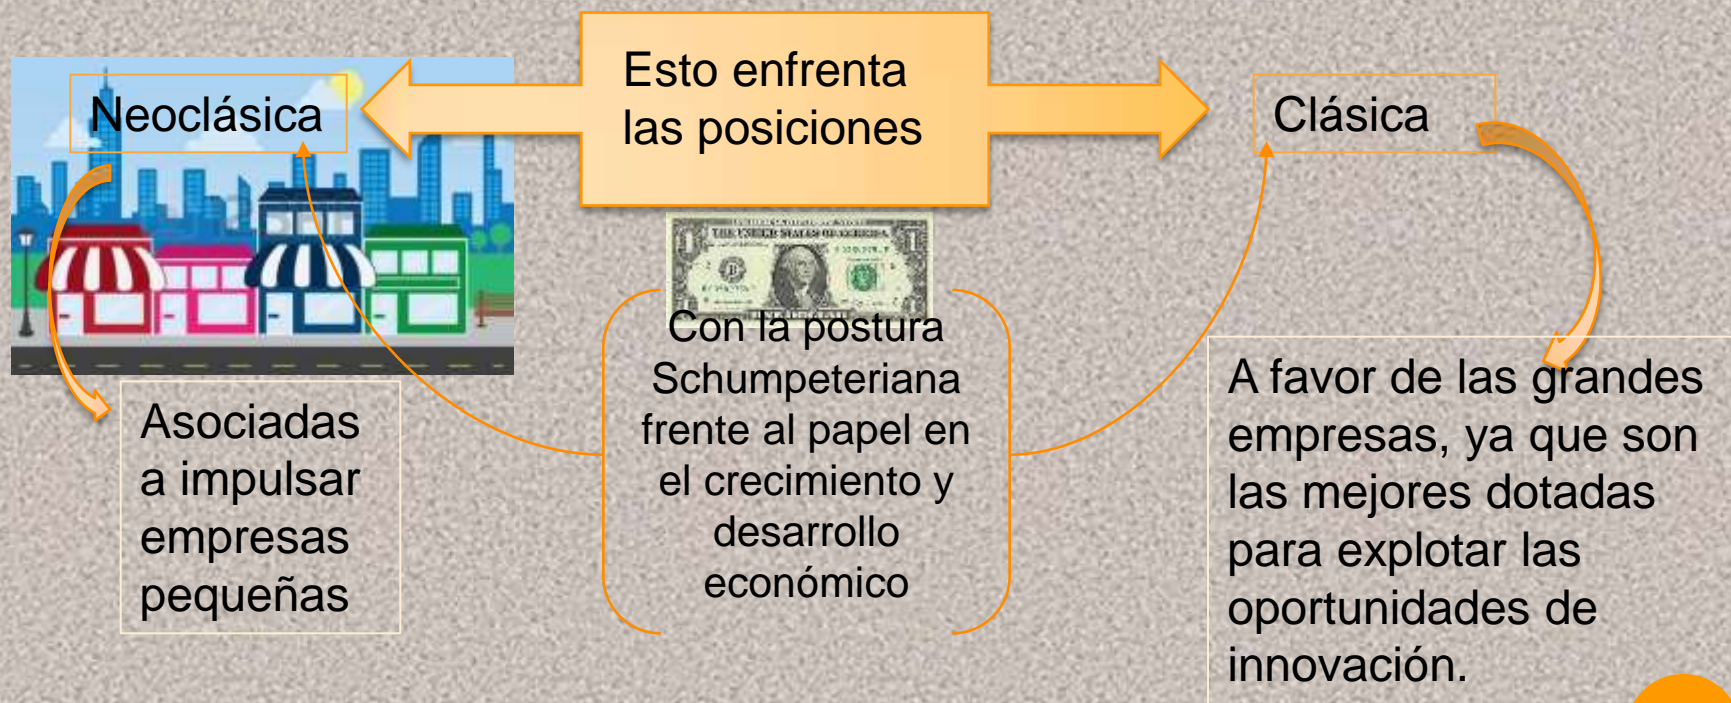 Esto enfrenta
las posiciones
Neoclásica
Clásica
Con la postura
Schumpeteriana
frente al papel en
el crecimiento y
desarrollo
económico
Asociadas
a impulsar
empresas
pequeñas
A favor de las grandes
empresas, ya que son
las mejores dotadas
para explotar las
oportunidades de
innovación.